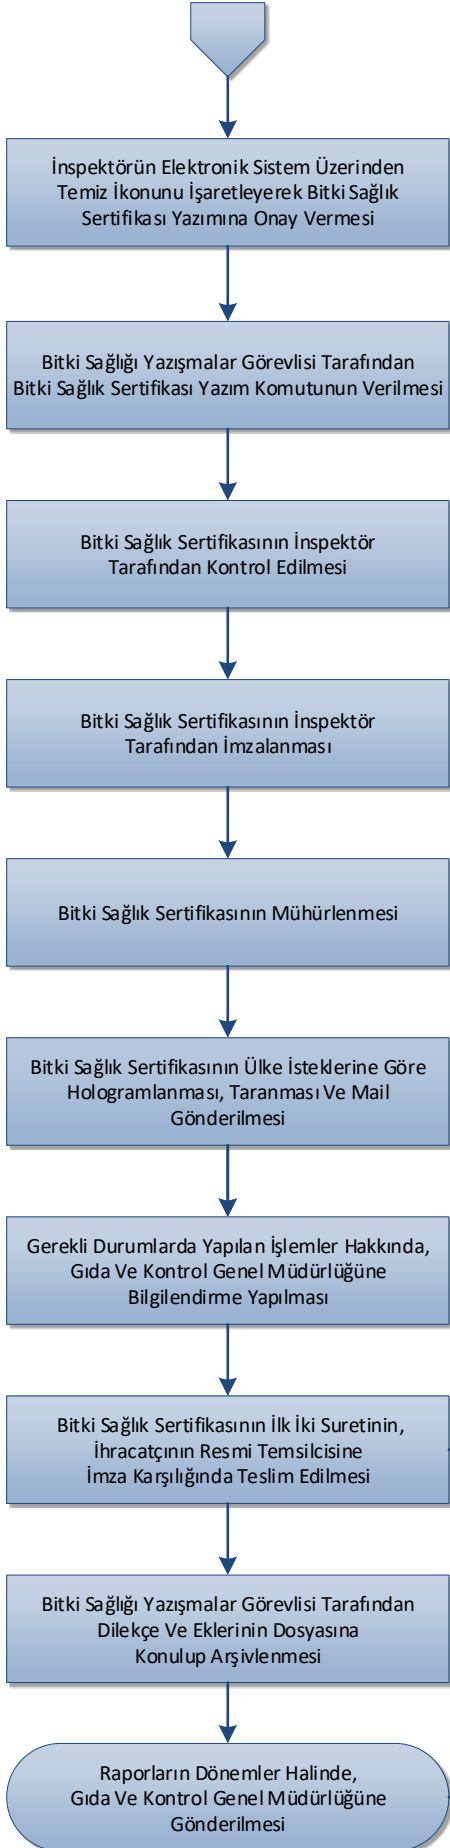 İnspektörün Elektronik Sistem Üzerinden
Temiz İkonunu İşaretleyerek Bitki Sağlık
Sertifikası Yazımına Onay Vermesi
Bitki Sağlığı Yazışmalar Görevlisi Tarafından
Bitki Sağlık Sertifikası Yazım Komutunun Verilmesi
Bitki Sağlık Sertifikasının İnspektör
Tarafından Kontrol Edilmesi
Bitki Sağlık Sertifikasının İnspektör
Tarafından İmzalanması
Bitki Sağlık Sertifikasının Mühürlenmesi
Bitki Sağlık Sertifikasının Ülke İsteklerine Göre
Hologramlanması, Taranması Ve Mail
Gönderilmesi
Gerekli Durumlarda Yapılan İşlemler Hakkında,
Gıda Ve Kontrol Genel Müdürlüğüne
Bilgilendirme Yapılması
Bitki Sağlık Sertifikasının İlk İki Suretinin,
İhracatçının Resmi Temsilcisine
İmza Karşılığında Teslim Edilmesi
Bitki Sağlığı Yazışmalar Görevlisi Tarafından
Dilekçe Ve Eklerinin Dosyasına
Konulup Arşivlenmesi
Raporların Dönemler Halinde,
Gıda Ve Kontrol Genel Müdürlüğüne
Gönderilmesi